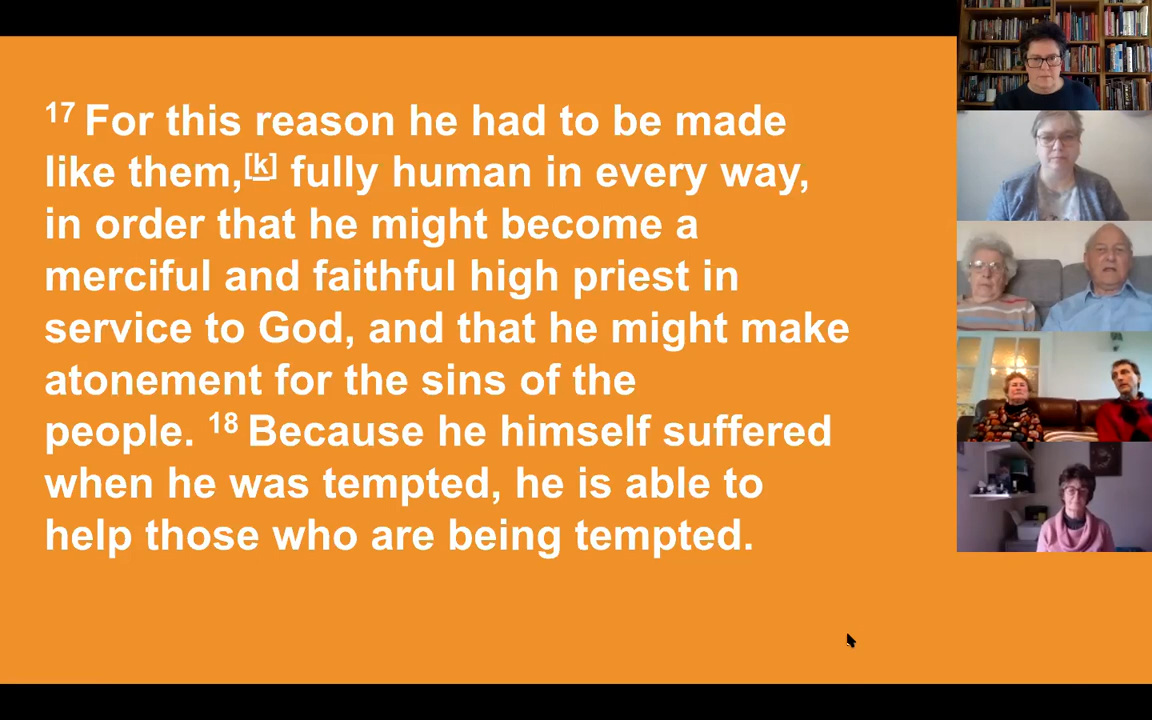 17 For this reason he had to be made
like them,[k] fully human in every way,
in order that he might become a
merciful and faithful high priest in
service to God, and that he might make
atonement for the sins of the
people. 18 Because he himself suffered
when he was tempted, he is able to
help those who are being tempted.